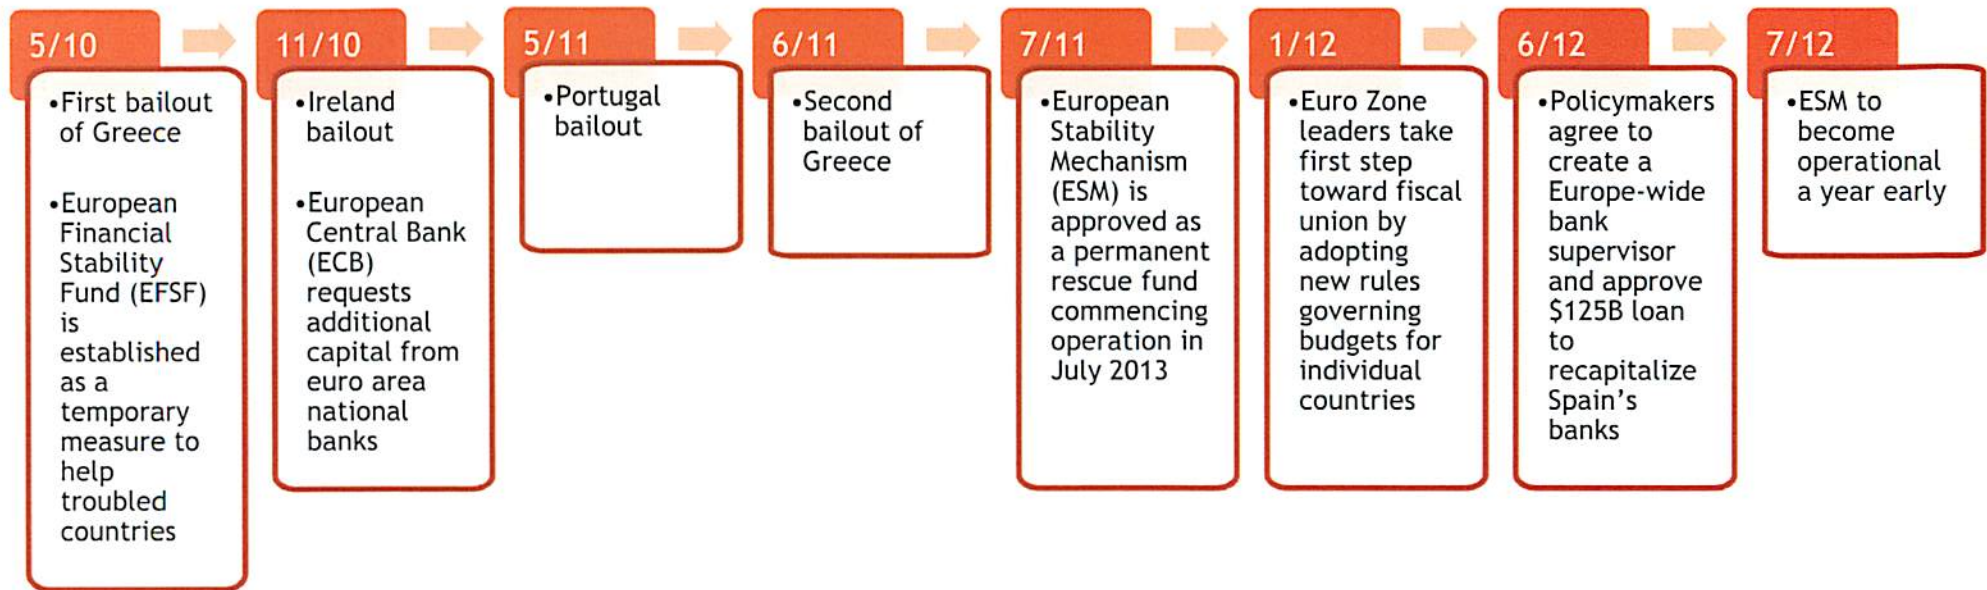 5/10
•First bailout
of Greece
•European
Financial
Stability
Fund (EFSF)
is
established
as a
temporary
measure to
help
troubled
countries
11/10
•Ireland
bailout
•European
Central Bank
(ECB)
requests
additional
capital from
euro area
national
banks
5/11
•Portugal
bailout
6/11
•Second
bailout of
Greece
7/11
•European
Stability
Mechanism
(ESM) is
approved as
a permanent
rescue fund
commencing
operation in
July 2013
1/12
•Euro Zone
leaders take
first step
toward fiscal
union by
adopting
new rules
governing
budgets for
individual
countries
6/12
•Policymakers
agree to
create a
Europe-wide
bank
supervisor
and approve
$125B loan
to
recapitalize
Spain's
banks
7/12
•ESM to
become
operational
a year early